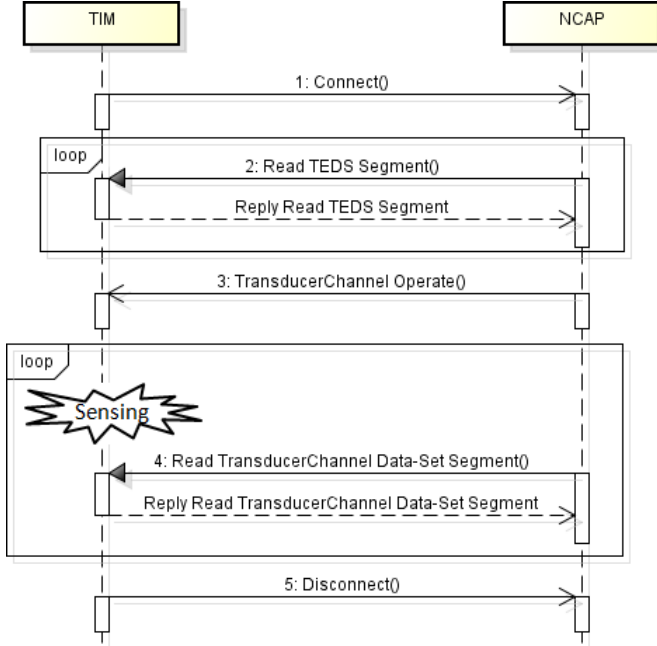 TIM
NCAP
1: Connect()
loop
2: Read TEDS Segment()
Reply Read TEDS Segment
3: TransducerChannel Operate()
loop
Sensing
4: Read TransducerChannel Data-Set Segment()
Reply Read TransducerChannel Data-Set Segment
5: Disconnect()